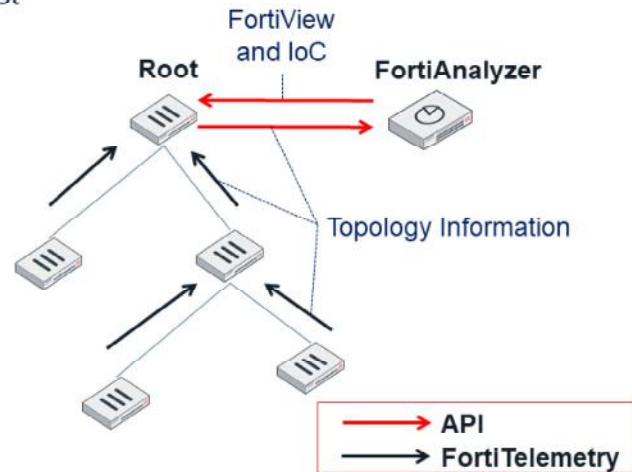 FortiView
and IoC
Root
FortiAnalyzer
Topology Information
API
FortiTelemetry